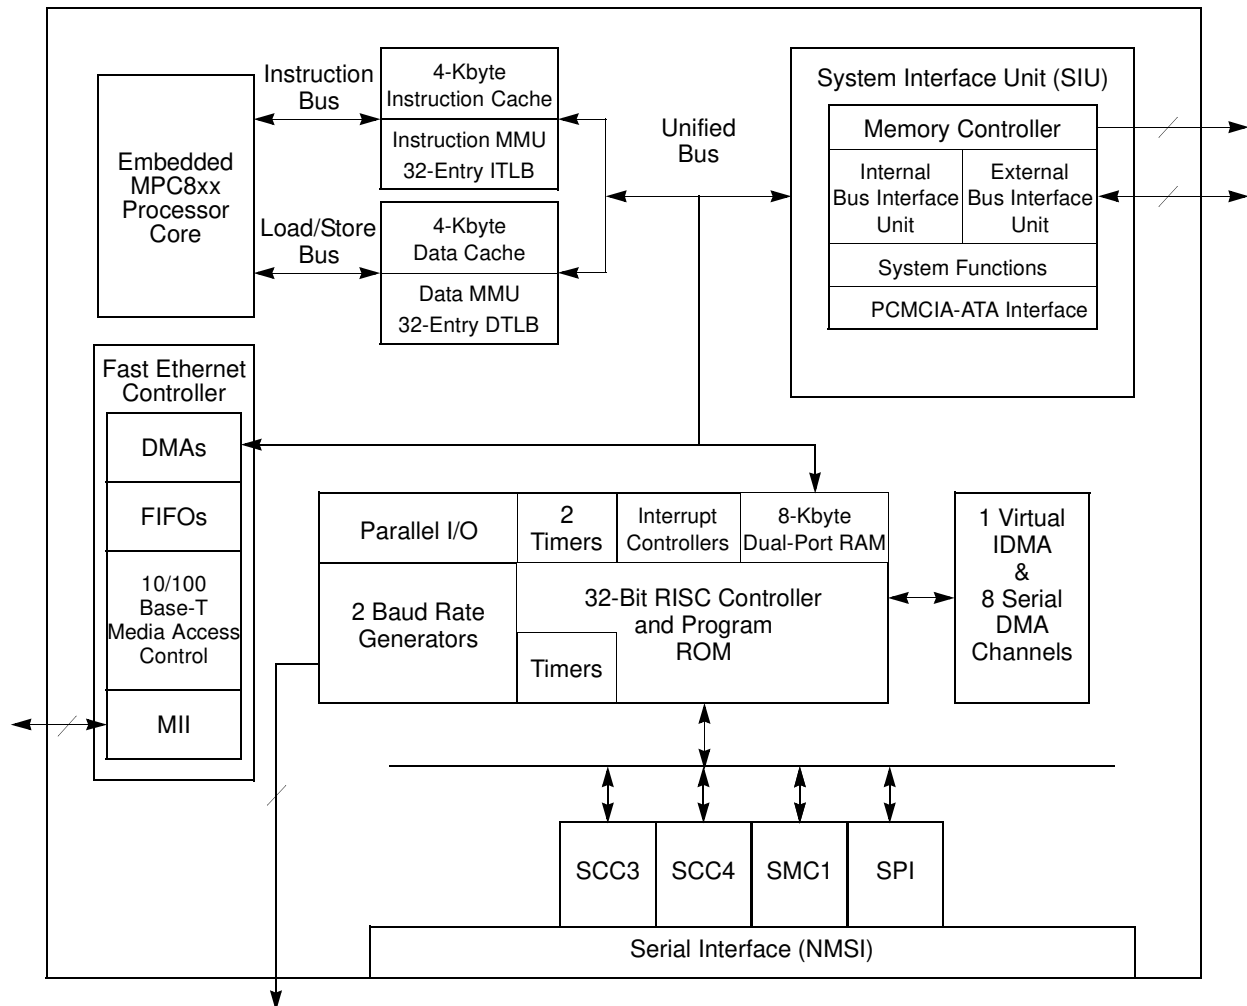 Embedded
MPC8xx
Processor
Core
Instruction
Bus
Load/Store
Bus
4-Kbyte
Instruction Cache
Instruction MMU
32-Entry ITLB
4-Kbyte
Data Cache
Data MMU
32-Entry DTLB
Unified
Bus
System Interface Unit (SIU)
Memory Controller
Internal
Bus Interface
Unit
External
Bus Interface
Unit
System Functions
PCMCIA-ATA Interface
Fast Ethernet
Controller
DMAs
FIFOs
10/100
Base-T
Media Access
Control
MII
Parallel I/O
2
Timers
Interrupt
Controllers
8-Kbyte
Dual-Port RAM
2 Baud Rate
Generators
32-Bit RISC Controller
and Program
ROM
Timers
1 Virtual
IDMA
&
8 Serial
DMA
Channels
SCC3
SCC4
SMC1
SPI
Serial Interface (NMSI)